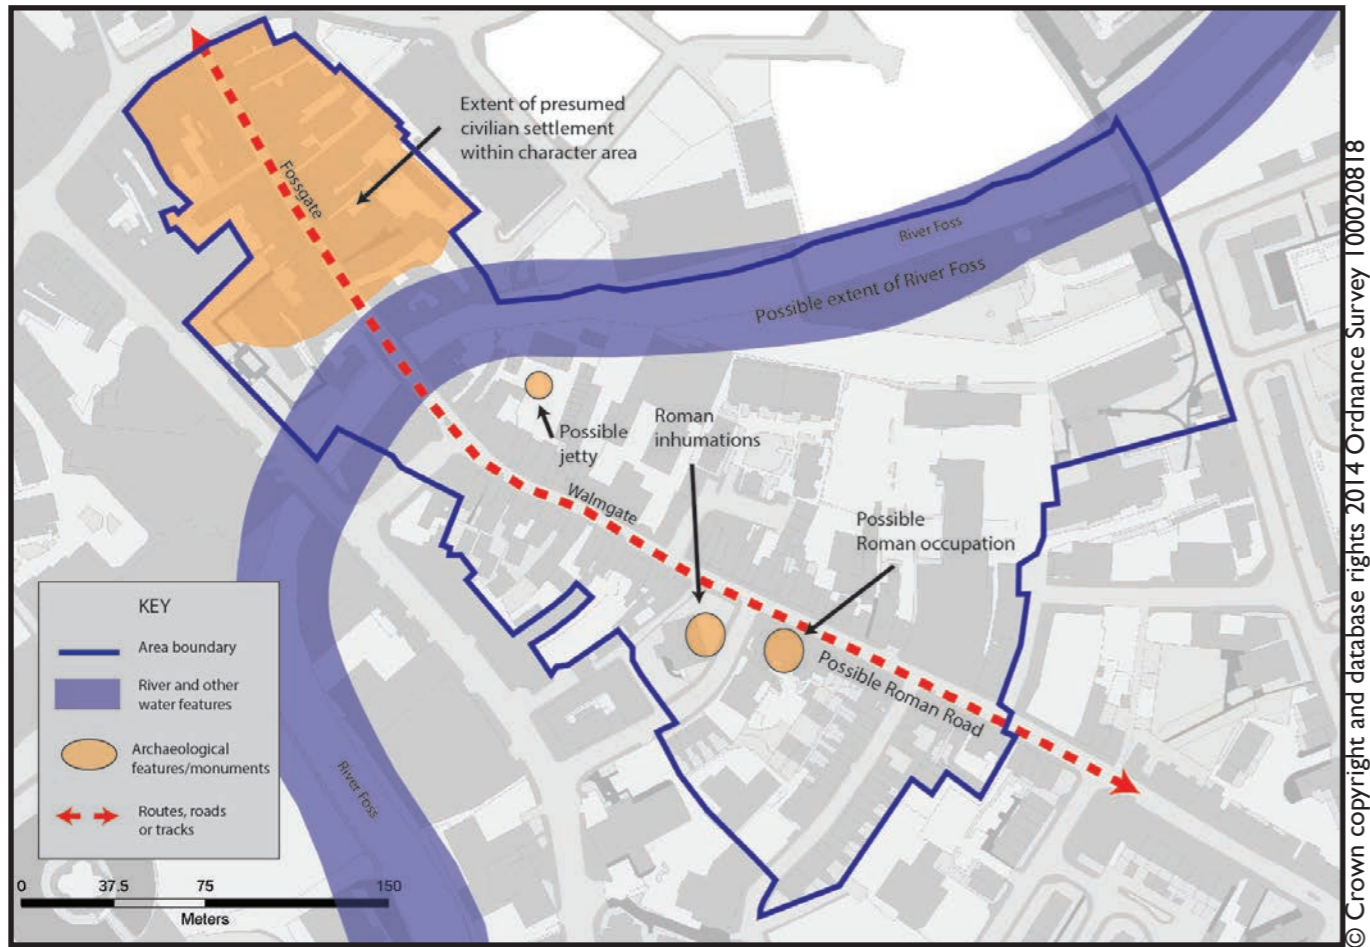 Extent of presumed
civilian settlement
within character area
Fossgate
River Foss
Possible extent of River Foss
Possible
jetty
Roman
inhumations
Walmgate
Possible
Roman occupation
Possible Roman Road
River Foss
KEY
Area boundary
River and other
water features
Archaeological
features/monuments
Routes, roads
or tracks
0 37.5 75 150
Meters
© Crown copyright and database rights 2014 Ordnance Survey 100020818